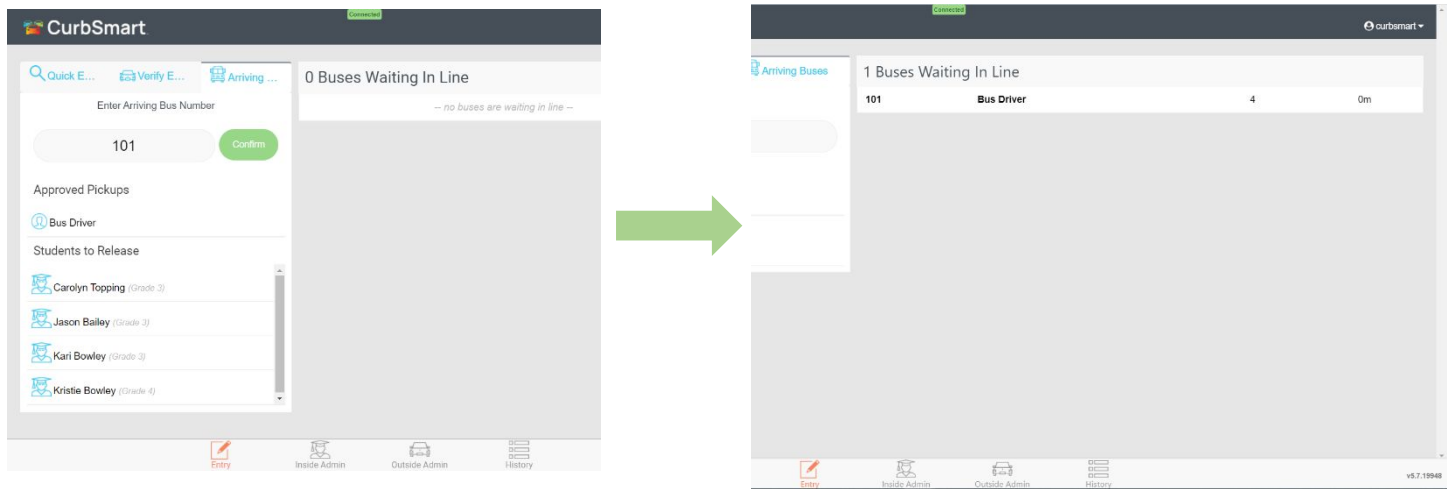 Connected
CurbSmart
Quick E... Verify E... Arriving ...
Enter Arriving Bus Number
101 Confirm
Approved Pickups
Bus Driver
Students to Release
Carolyn Topping (Grade 3)
Jason Bailey (Grade 3)
Kari Bowley (Grade 3)
Kristie Bowley (Grade 4)
0 Buses Waiting In Line
-- no buses are waiting in line --
Entry Inside Admin Outside Admin History
Connected
curbsmart
Arriving Buses
1 Buses Waiting In Line
101 Bus Driver 4 0m
Entry Inside Admin Outside Admin History
v5.7.19948